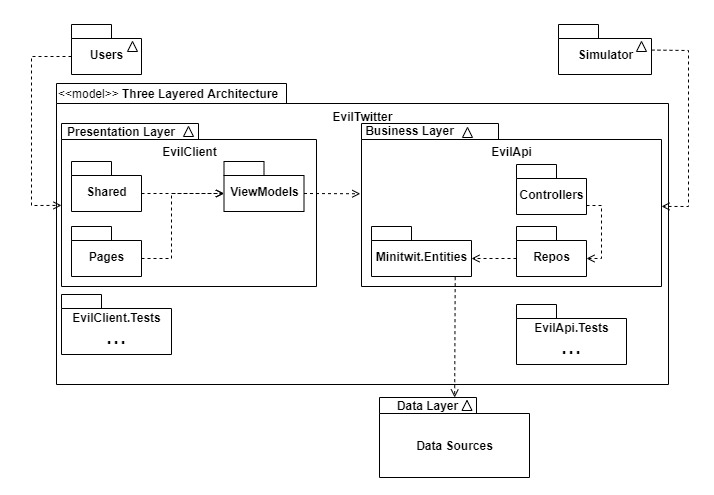 Users
Simulator
<<model>> Three Layered Architecture
EvilTwitter
Presentation Layer
Business Layer
EvilClient
EvilApi
Shared
ViewModels
Controllers
Pages
Minitwit.Entities
Repos
EvilClient.Tests
...
EvilApi.Tests
...
Data Layer
Data Sources